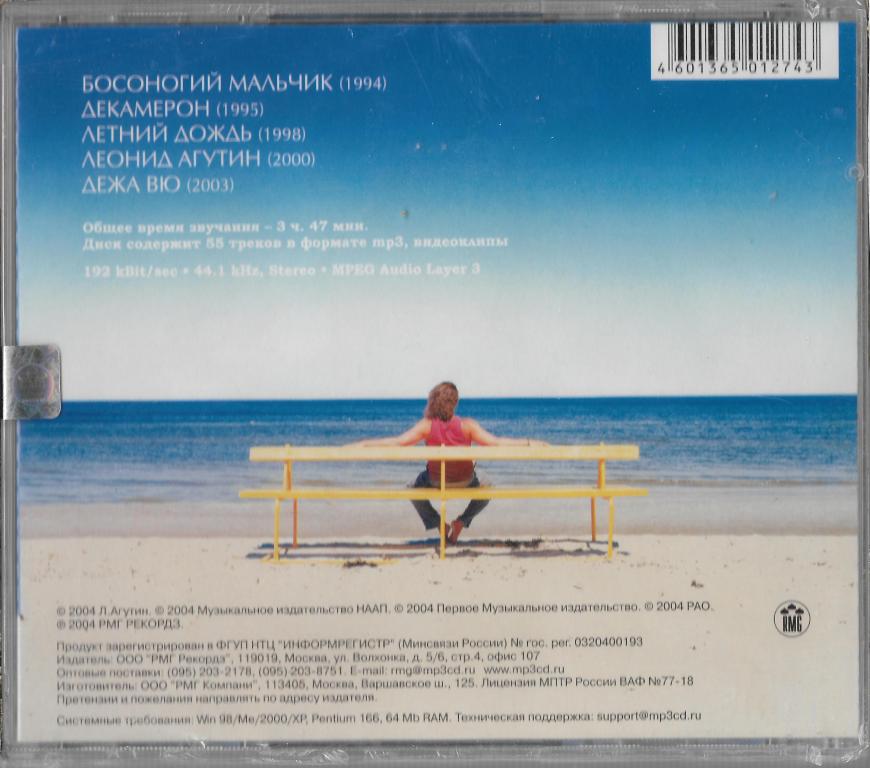 4 601365 012743
БОСОНОГИЙ МАЛЬЧИК (1994)
ДЕКАМЕРОН (1995)
ЛЕТНИЙ ДОЖДЬ (1998)
ЛЕОНИД АГУТИН (2000)
ДЕЖА ВЮ (2003)
Общее время звучания – 3 ч. 47 мин.
Диск содержит 55 треков в формате mp3, видеоклипы
192 kBit/sec • 44.1 kHz, Stereo • MPEG Audio Layer 3
© 2004 Л.Агутин. © 2004 Музыкальное издательство НААП. © 2004 Первое Музыкальное издательство. © 2004 РАО.
℗ 2004 РМГ РЕКОРДЗ.
RMG
Продукт зарегистрирован в ФГУП НТЦ "ИНФОРМРЕГИСТР" (Минсвязи России) № гос. рег. 0320400193
Издатель: ООО "РМГ Рекордз", 119019, Москва, ул. Волхонка, д. 5/6, стр.4, офис 107
Оптовые поставки: (095) 203-2178, (095) 203-8751. E-mail: rmg@mp3cd.ru www.mp3cd.ru
Изготовитель: ООО "РМГ Компани", 113405, Москва, Варшавское ш., 125. Лицензия МПТР России ВАФ №77-18
Претензии и пожелания направлять по адресу издателя.
Системные требования: Win 98/Me/2000/XP, Pentium 166, 64 Mb RAM. Техническая поддержка: support@mp3cd.ru